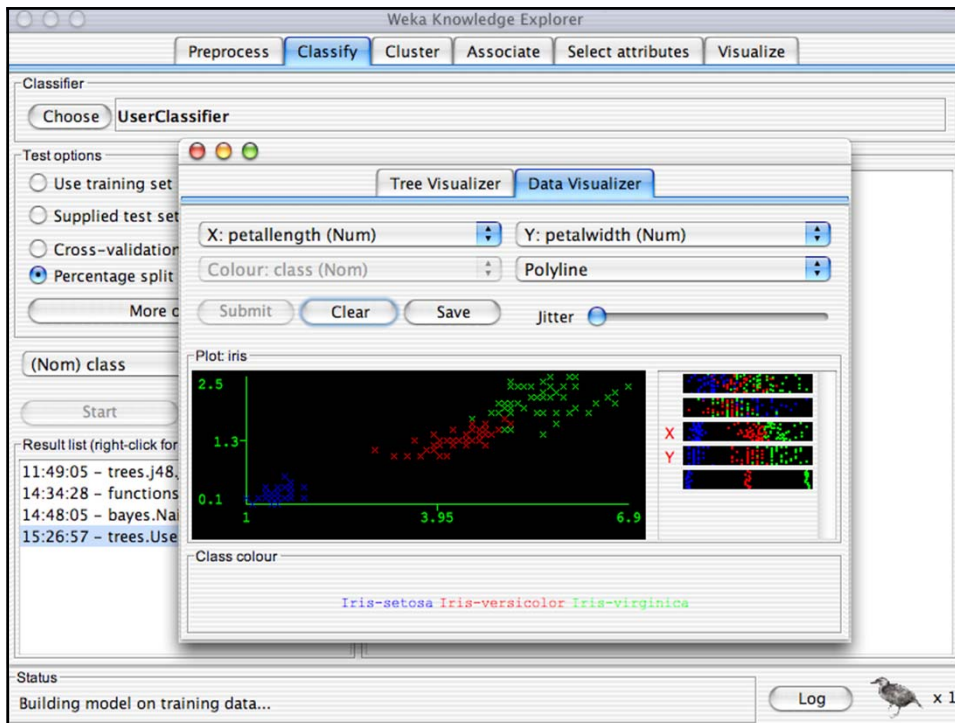 Weka Knowledge Explorer
Preprocess Classify Cluster Associate Select attributes Visualize
Classifier
Choose UserClassifier
Test options
Use training set
Supplied test set
Cross-validation
Percentage split
More o
(Nom) class
Start
Result list (right-click for
11:49:05 – trees.j48.
14:34:28 – functions
14:48:05 – bayes.Nai
15:26:57 – trees.Use
Tree Visualizer Data Visualizer
X: petallength (Num) Y: petalwidth (Num)
Colour: class (Nom) Polyline
Submit Clear Save Jitter
Plot: iris
2.5
1.3
0.1
1 3.95 6.9
X
Y
Class colour
Iris-setosa Iris-versicolor Iris-virginica
Status
Building model on training data...
Log x 1